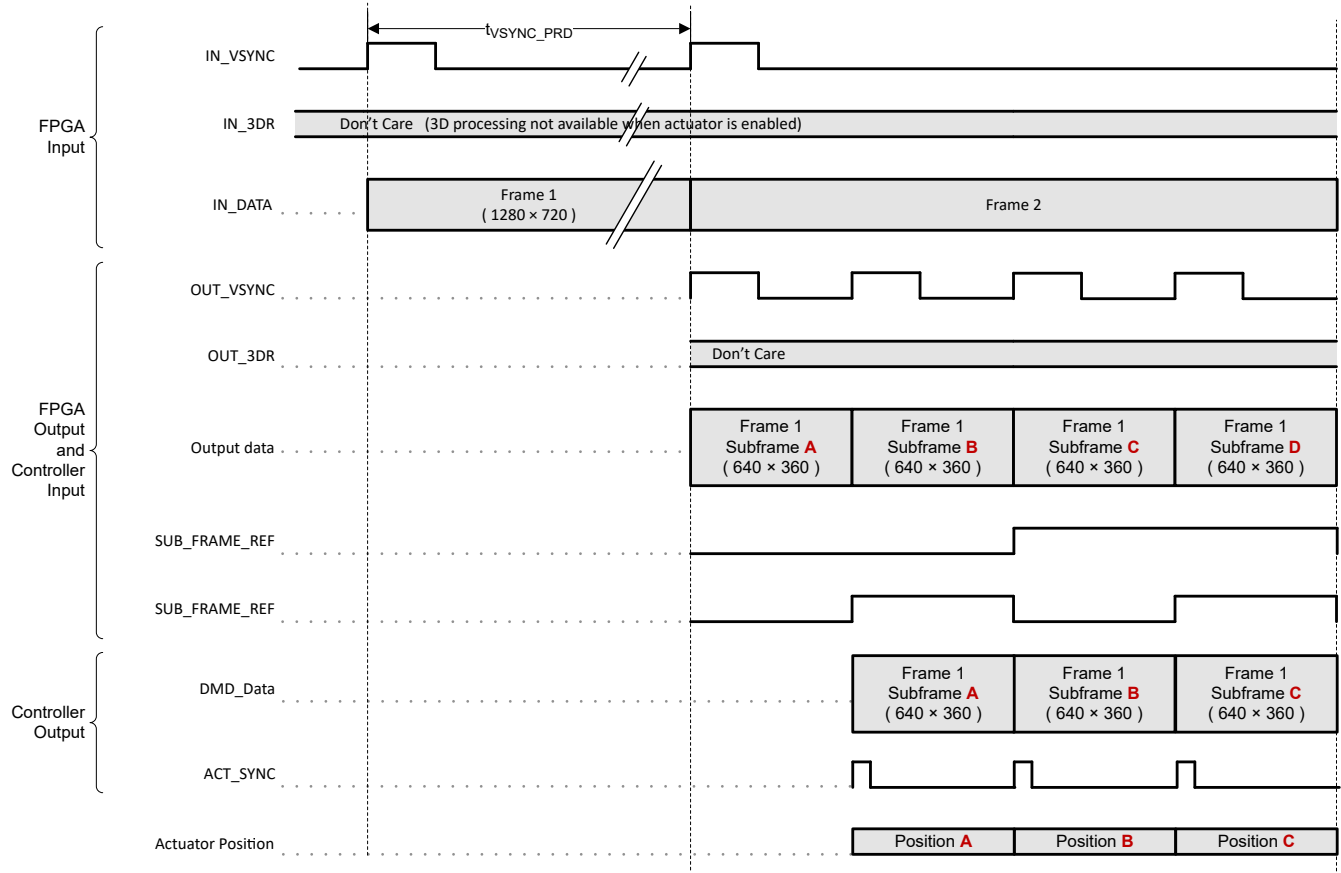 tVSYNC_PRD
IN_VSYNC
FPGA
Input
IN_3DR
Don't Care (3D processing not available when actuator is enabled)
IN_DATA
Frame 1
( 1280 × 720 )
Frame 2
FPGA
Output
and
Controller
Input
OUT_VSYNC
OUT_3DR
Don't Care
Output data
Frame 1
Subframe A
( 640 × 360 )
Frame 1
Subframe B
( 640 × 360 )
Frame 1
Subframe C
( 640 × 360 )
Frame 1
Subframe D
( 640 × 360 )
SUB_FRAME_REF
SUB_FRAME_REF
Controller
Output
DMD_Data
Frame 1
Subframe A
( 640 × 360 )
Frame 1
Subframe B
( 640 × 360 )
Frame 1
Subframe C
( 640 × 360 )
ACT_SYNC
Actuator Position
Position A
Position B
Position C